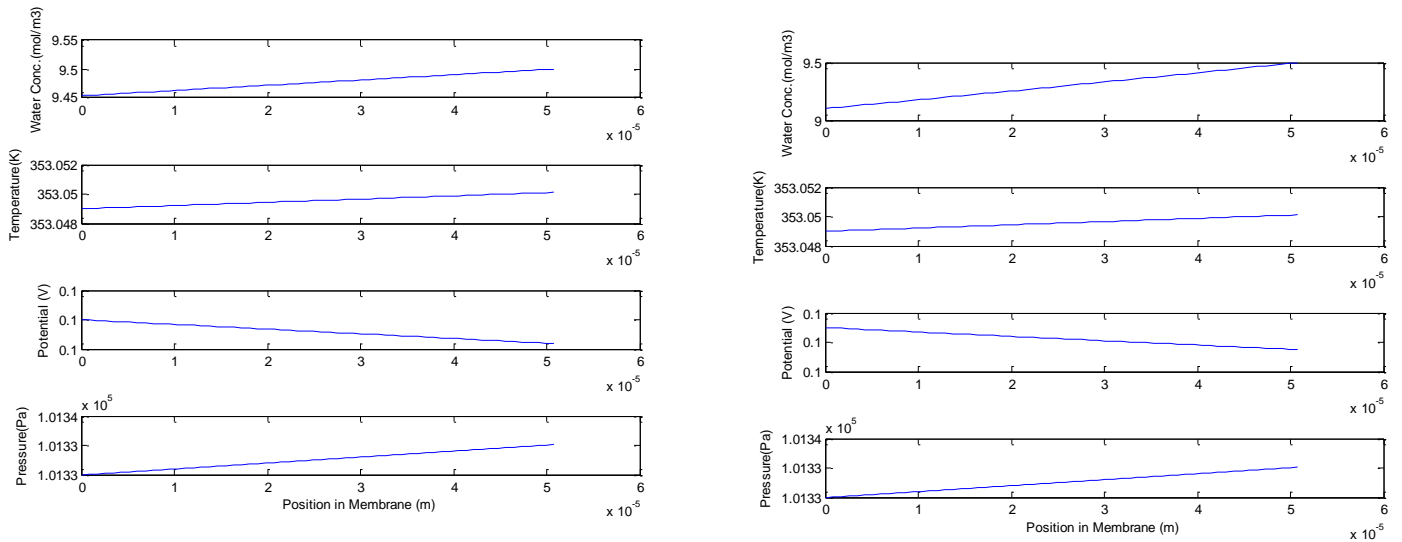 9.55
9.5
9.45
Water Conc.(mol/m3)
0 1 2 3 4 5 6
x 10-5
353.052
353.05
353.048
Temperature(K)
0 1 2 3 4 5 6
x 10-5
0.1
0.1
0.1
Potential (V)
0 1 2 3 4 5 6
x 10-5
x 105
1.0134
1.0133
1.0133
Pressure(Pa)
0 1 2 3 4 5 6
x 10-5
Position in Membrane (m)
9.5
9
Water Conc.(mol/m3)
0 1 2 3 4 5 6
x 10-5
353.052
353.05
353.048
Temperature(K)
0 1 2 3 4 5 6
x 10-5
0.1
0.1
0.1
Potential (V)
0 1 2 3 4 5 6
x 10-5
x 105
1.0134
1.0133
1.0133
Pressure(Pa)
0 1 2 3 4 5 6
x 10-5
Position in Membrane (m)